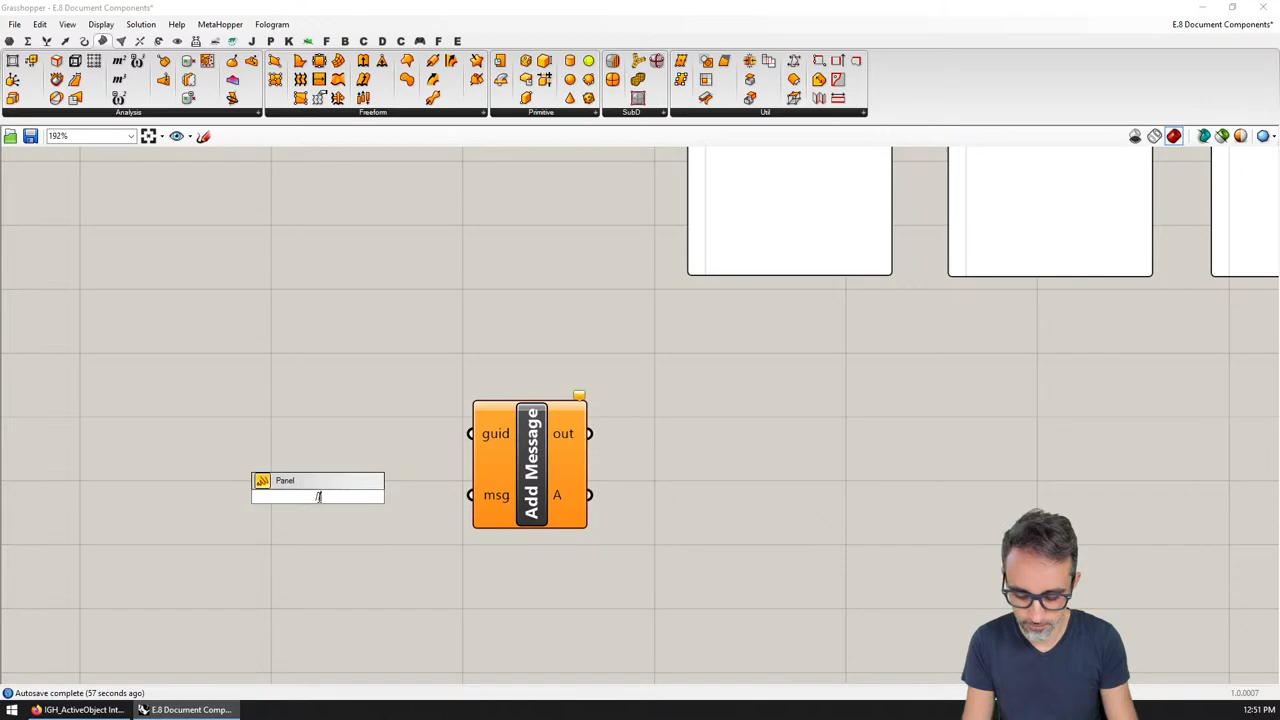 Grasshopper - E.8 Document Components*
File Edit View Display Solution Help MetaHopper Fologram
E.8 Document Components*
J P K F B C D C F E
Analysis Freeform Primitive SubD Util
192%
Panel
//
guid out
Add Message
msg A
Autosave complete (57 seconds ago)
1.0.0007
IGH_ActiveObject Int...
E.8 Document Comp...
12:51 PM